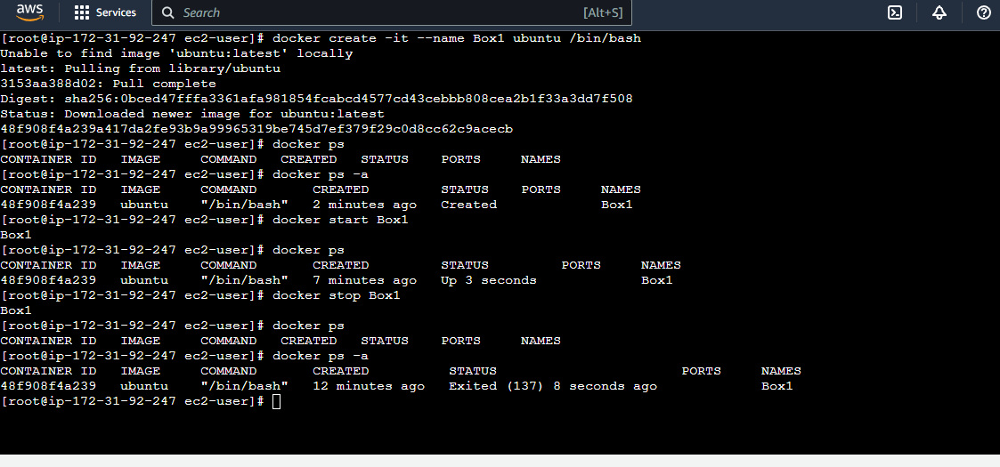 aws Services Search [Alt+S]
[root@ip-172-31-92-247 ec2-user]# docker create -it --name Box1 ubuntu /bin/bash
Unable to find image 'ubuntu:latest' locally
latest: Pulling from library/ubuntu
3153aa388d02: Pull complete
Digest: sha256:0bced47fffa3361afa981854fcabcd4577cd43cebbb808cea2b1f33a3dd7f508
Status: Downloaded newer image for ubuntu:latest
48f908f4a239a417da2fe93b9a99965319be745d7ef379f29c0d8cc62c9acecb
[root@ip-172-31-92-247 ec2-user]# docker ps
CONTAINER ID   IMAGE     COMMAND   CREATED   STATUS    PORTS     NAMES
[root@ip-172-31-92-247 ec2-user]# docker ps -a
CONTAINER ID   IMAGE     COMMAND       CREATED         STATUS    PORTS     NAMES
48f908f4a239   ubuntu    "/bin/bash"   2 minutes ago   Created             Box1
[root@ip-172-31-92-247 ec2-user]# docker start Box1
Box1
[root@ip-172-31-92-247 ec2-user]# docker ps
CONTAINER ID   IMAGE     COMMAND       CREATED         STATUS         PORTS     NAMES
48f908f4a239   ubuntu    "/bin/bash"   7 minutes ago   Up 3 seconds             Box1
[root@ip-172-31-92-247 ec2-user]# docker stop Box1
Box1
[root@ip-172-31-92-247 ec2-user]# docker ps
CONTAINER ID   IMAGE     COMMAND   CREATED   STATUS    PORTS     NAMES
[root@ip-172-31-92-247 ec2-user]# docker ps -a
CONTAINER ID   IMAGE     COMMAND       CREATED          STATUS                       PORTS     NAMES
48f908f4a239   ubuntu    "/bin/bash"   12 minutes ago   Exited (137) 8 seconds ago             Box1
[root@ip-172-31-92-247 ec2-user]#